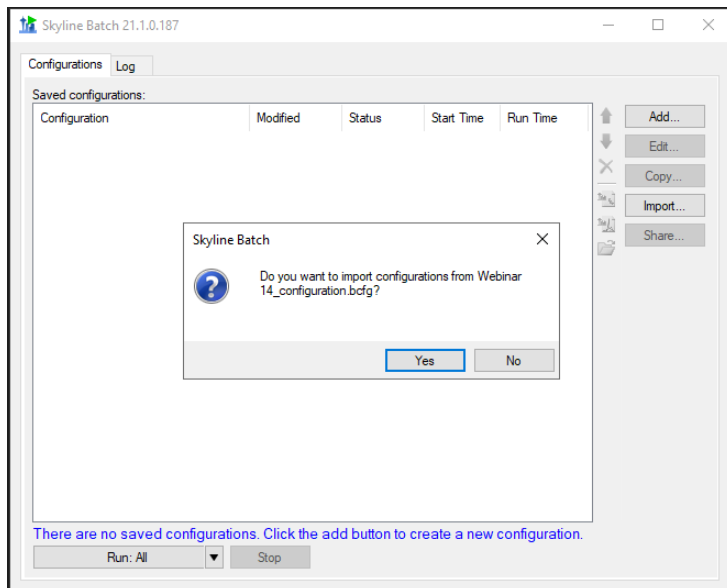 Skyline Batch 21.1.0.187
Configurations
Log
Saved configurations:
Configuration Modified Status Start Time Run Time
Add...
Edit...
Copy...
Import...
Share...
Skyline Batch
Do you want to import configurations from Webinar
14_configuration.bcfg?
Yes No
There are no saved configurations. Click the add button to create a new configuration.
Run: All Stop